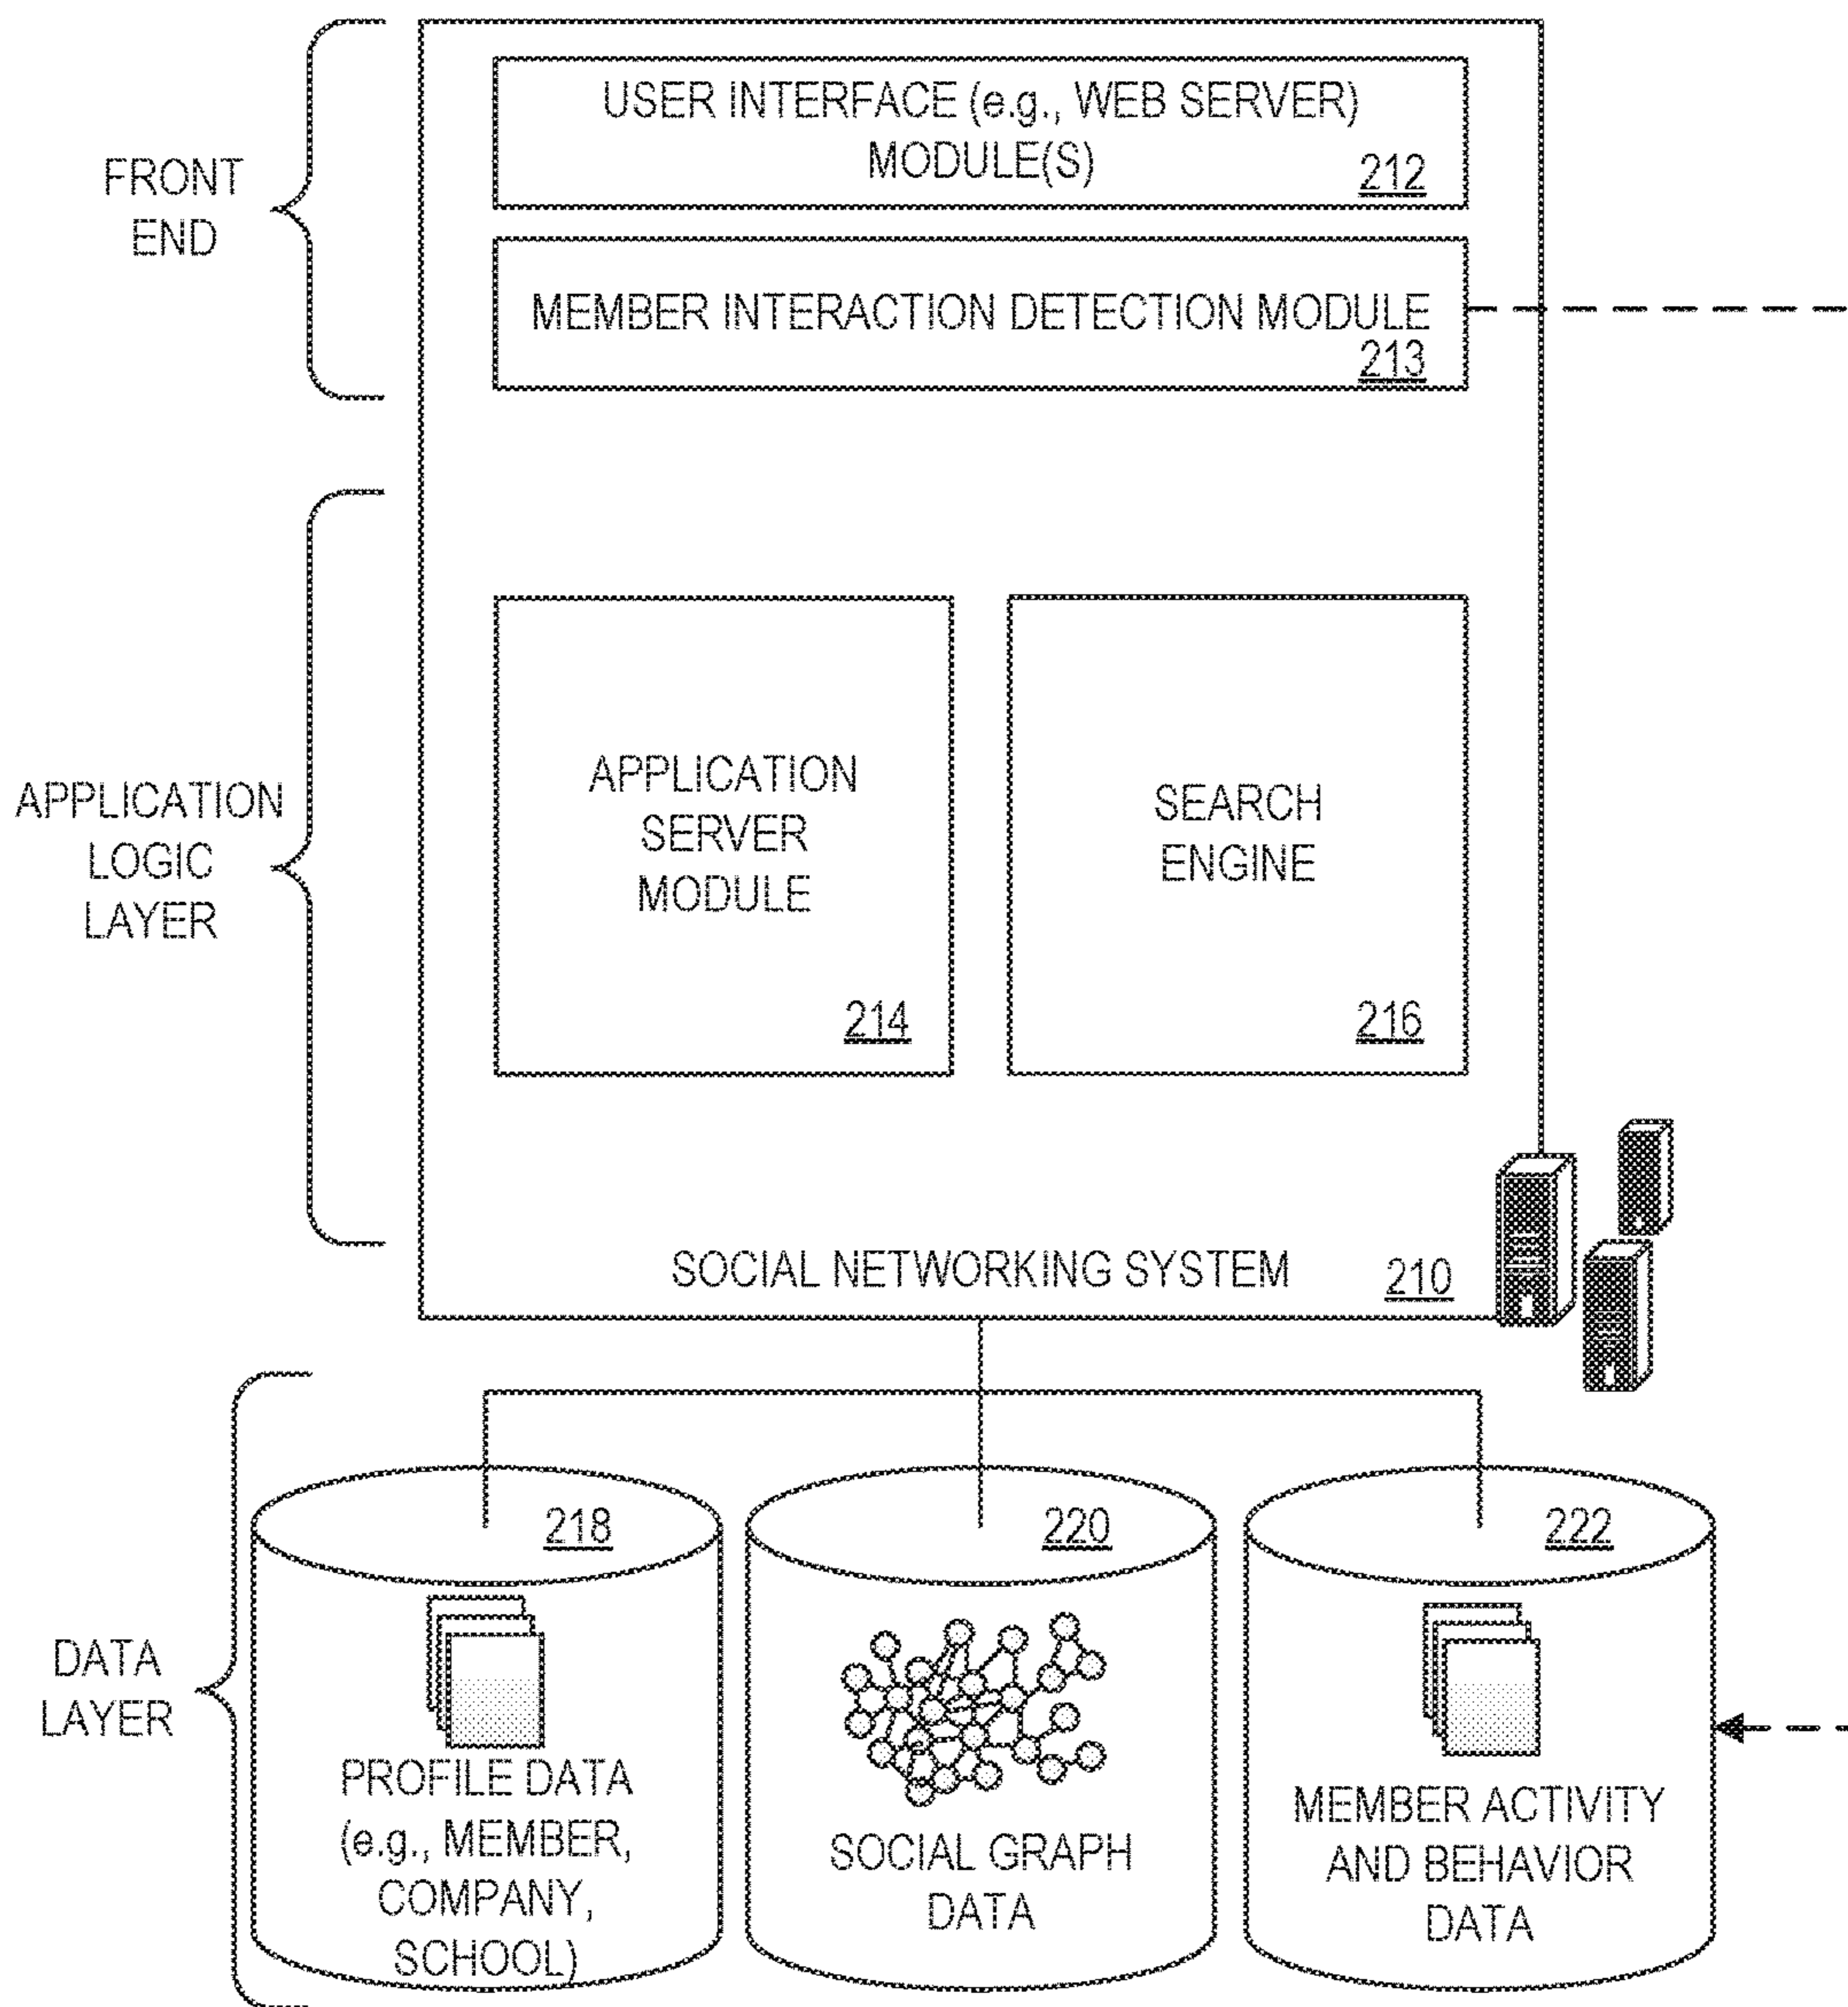 FRONT
END
USER INTERFACE (e.g., WEB SERVER)
MODULE(S)
212
MEMBER INTERACTION DETECTION MODULE
213
APPLICATION
LOGIC
LAYER
APPLICATION
SERVER
MODULE
214
SEARCH
ENGINE
216
SOCIAL NETWORKING SYSTEM
210
DATA
LAYER
218
PROFILE DATA
(e.g., MEMBER,
COMPANY,
SCHOOL)
220
SOCIAL GRAPH
DATA
222
MEMBER ACTIVITY
AND BEHAVIOR
DATA